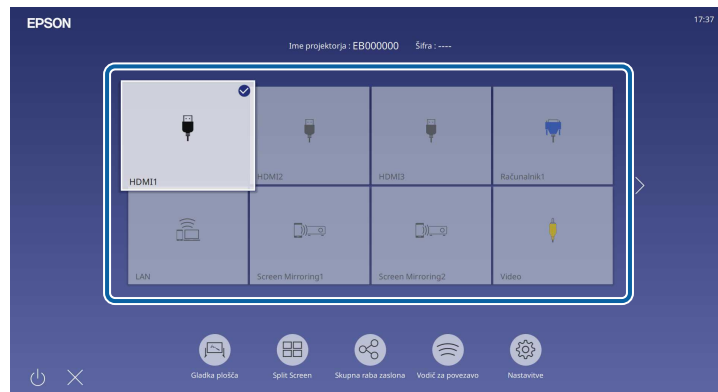 EPSON
17:37
Ime projektorja : EB000000 Šifra : ----
HDMI1
HDMI2
HDMI3
Računalnik1
LAN
Screen Mirroring1
Screen Mirroring2
Video
Gladka plošča
Split Screen
Skupna raba zaslona
Vodič za povezavo
Nastavitve